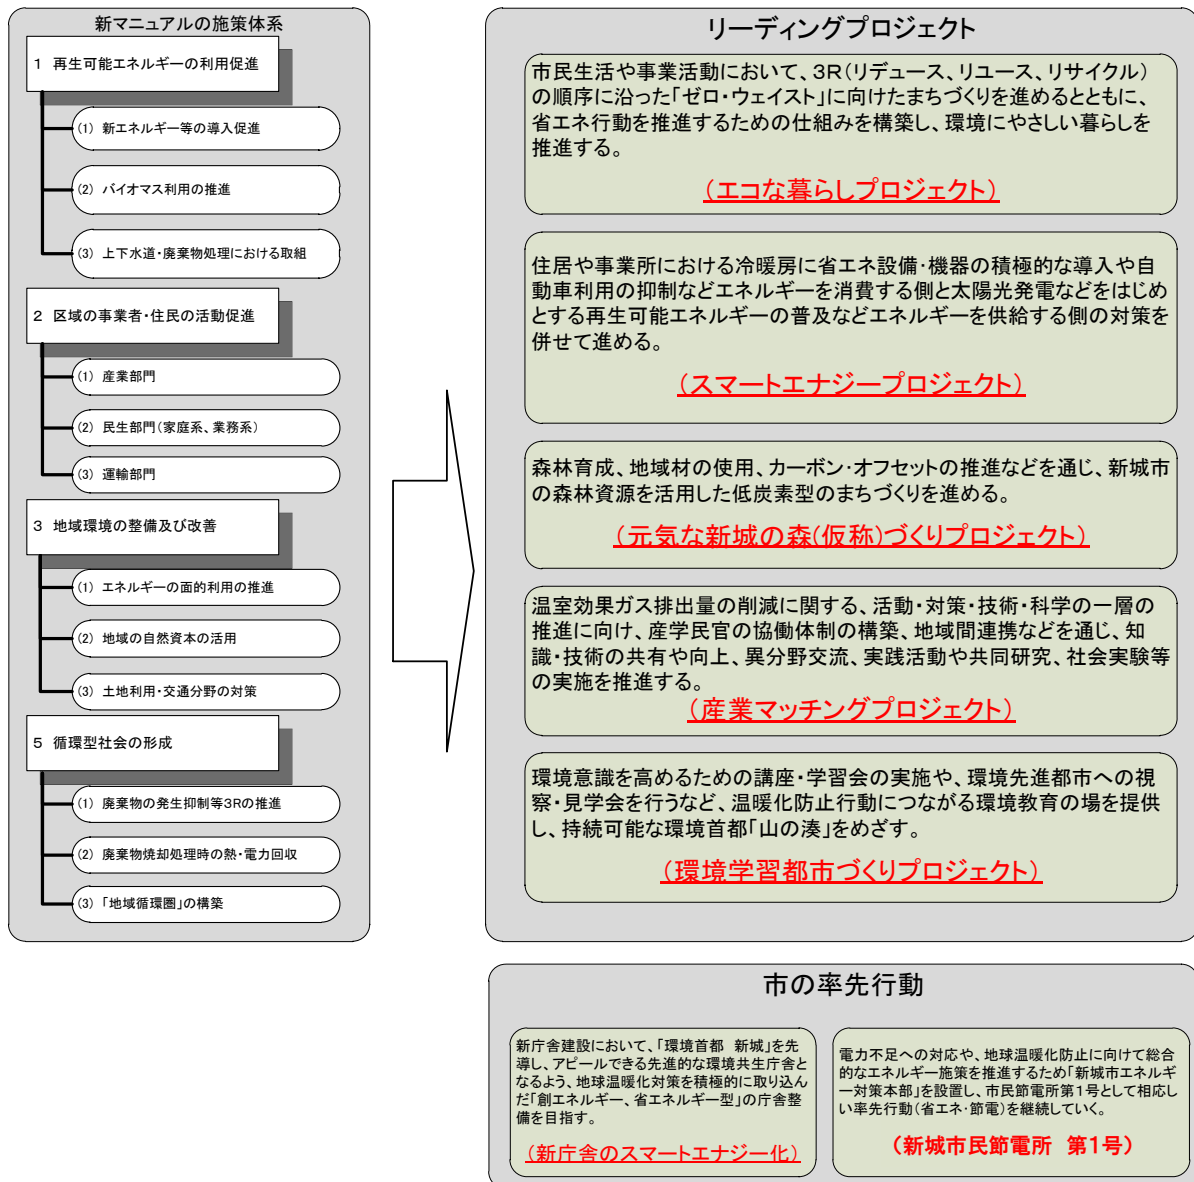 新マニュアルの施策体系
1 再生可能エネルギーの利用促進
(1) 新エネルギー等の導入促進
(2) バイオマス利用の推進
(3) 上下水道・廃棄物処理における取組
2 区域の事業者・住民の活動促進
(1) 産業部門
(2) 民生部門(家庭系、業務系)
(3) 運輸部門
3 地域環境の整備及び改善
(1) エネルギーの面的利用の推進
(2) 地域の自然資本の活用
(3) 土地利用・交通分野の対策
5 循環型社会の形成
(1) 廃棄物の発生抑制等3Rの推進
(2) 廃棄物焼却処理時の熱・電力回収
(3) 「地域循環圏」の構築
リーディングプロジェクト
市民生活や事業活動において、3R(リデュース、リユース、リサイクル)
の順序に沿った「ゼロ・ウェイスト」に向けたまちづくりを進めるとともに、
省エネ行動を推進するための仕組みを構築し、環境にやさしい暮らしを
推進する。
(エコな暮らしプロジェクト)
住居や事業所における冷暖房に省エネ設備・機器の積極的な導入や自
動車利用の抑制などエネルギーを消費する側と太陽光発電などをはじめ
とする再生可能エネルギーの普及などエネルギーを供給する側の対策を
併せて進める。
(スマートエナジープロジェクト)
森林育成、地域材の使用、カーボン・オフセットの推進などを通じ、新城市
の森林資源を活用した低炭素型のまちづくりを進める。
(元気な新城の森(仮称)づくりプロジェクト)
温室効果ガス排出量の削減に関する、活動・対策・技術・科学の一層の
推進に向け、産学民官の協働体制の構築、地域間連携などを通じ、知
識・技術の共有や向上、異分野交流、実践活動や共同研究、社会実験等
の実施を推進する。
(産業マッチングプロジェクト)
環境意識を高めるための講座・学習会の実施や、環境先進都市への視
察・見学会を行うなど、温暖化防止行動につながる環境教育の場を提供
し、持続可能な環境首都「山の湊」をめざす。
(環境学習都市づくりプロジェクト)
市の率先行動
新庁舎建設において、「環境首都 新城」を先
導し、アピールできる先進的な環境共生庁舎と
なるよう、地球温暖化対策を積極的に取り込ん
だ「創エネルギー、省エネルギー型」の庁舎整
備を目指す。
(新庁舎のスマートエナジー化)
電力不足への対応や、地球温暖化防止に向けて総合
的なエネルギー施策を推進するため「新城市エネルギ
ー対策本部」を設置し、市民節電所第1号として相応し
い率先行動(省エネ・節電)を継続していく。
(新城市民節電所 第1号)